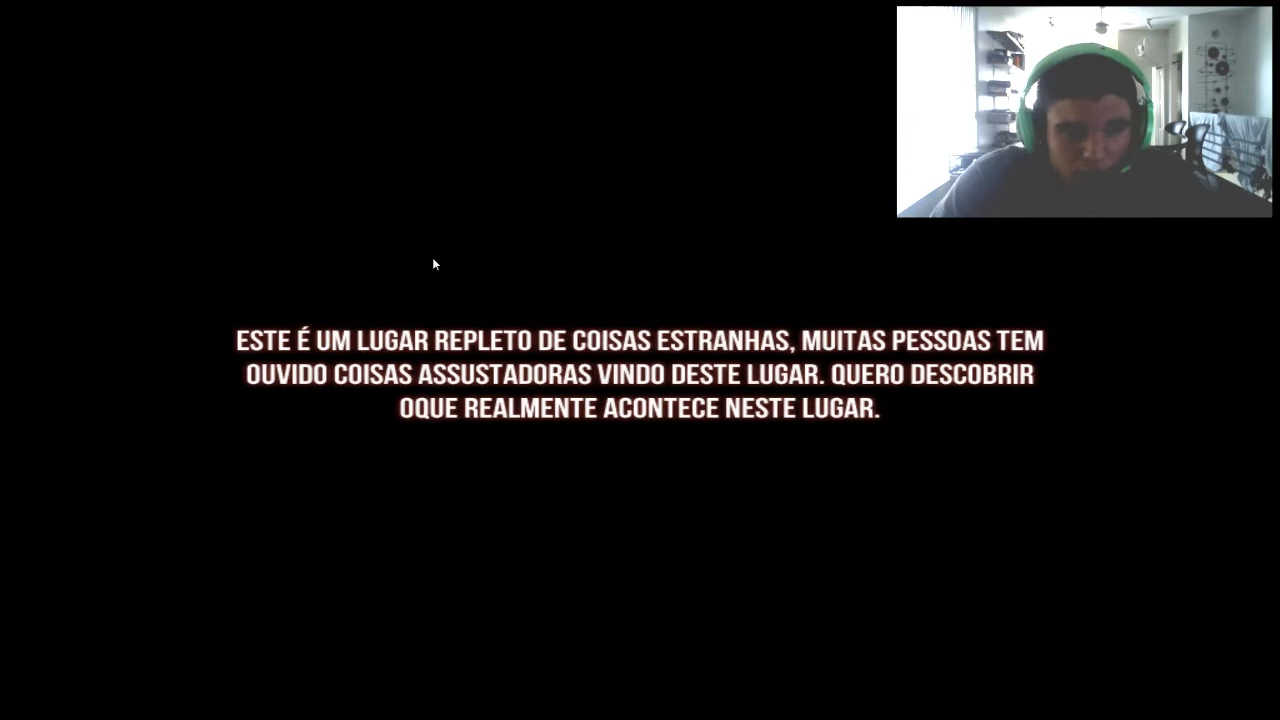 ESTE É UM LUGAR REPLETO DE COISAS ESTRANHAS, MUITAS PESSOAS TEM
OUVIDO COISAS ASSUSTADORAS VINDO DESTE LUGAR. QUERO DESCOBRIR
OQUE REALMENTE ACONTECE NESTE LUGAR.